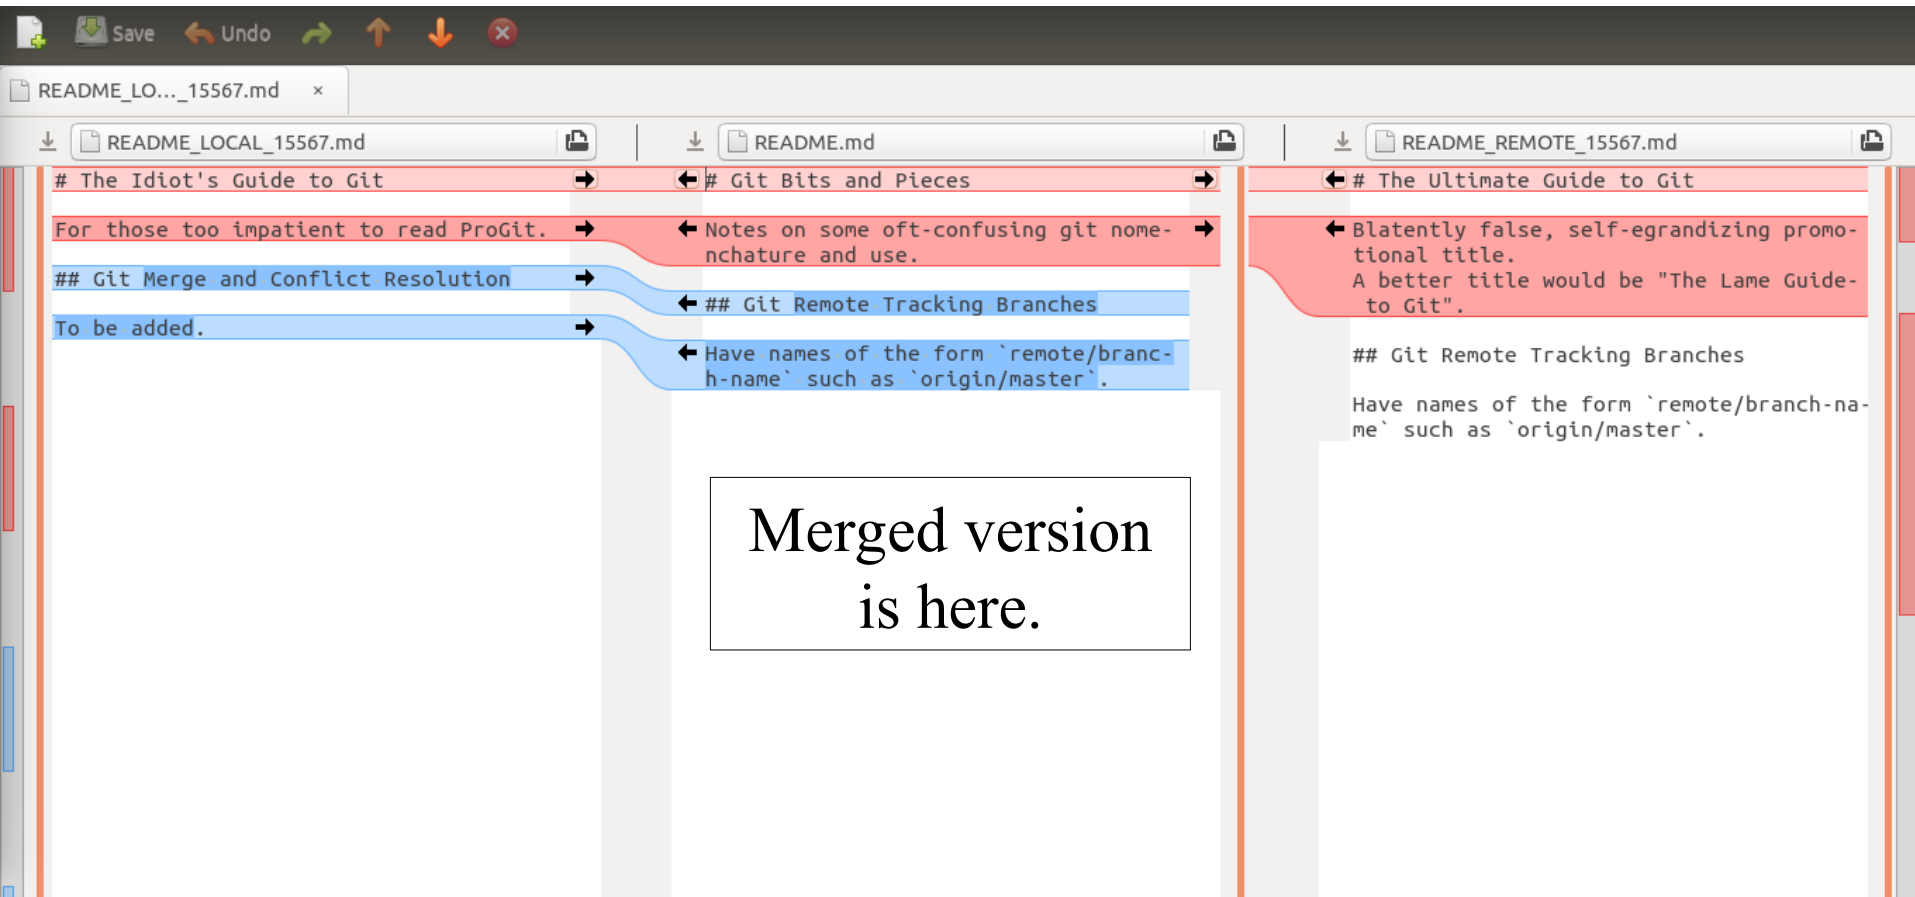 Save Undo
README_LO..._15567.md ×
README_LOCAL_15567.md
README.md
README_REMOTE_15567.md
# The Idiot's Guide to Git
For those too impatient to read ProGit.
## Git Merge and Conflict Resolution
To be added.
# Git Bits and Pieces
Notes on some oft-confusing git nome-
nchature and use.
## Git Remote Tracking Branches
Have names of the form `remote/branc-
h-name` such as `origin/master`.
Merged version
is here.
# The Ultimate Guide to Git
Blatently false, self-egrandizing promo-
tional title.
A better title would be "The Lame Guide-
to Git".
## Git Remote Tracking Branches
Have names of the form `remote/branch-na-
me` such as `origin/master`.